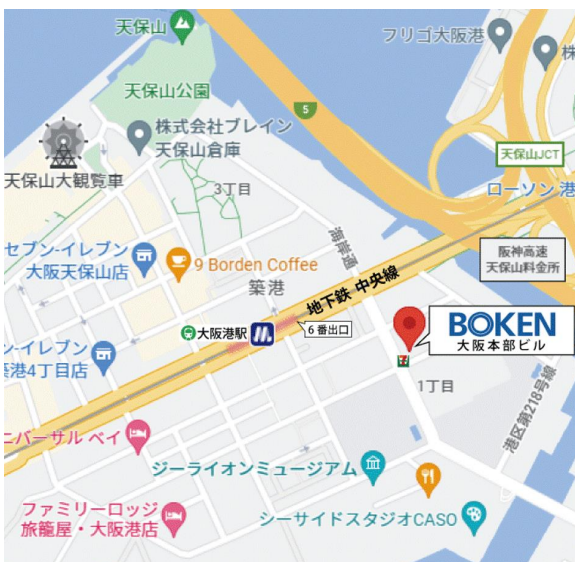 天保山
フリゴ大阪港
株
天保山公園
5
株式会社ブレイン
天保山倉庫
天保山JCT
天保山大観覧車
3丁目
ローソン 港
海岸通
セブン-イレブン
大阪天保山店
9 Borden Coffee
阪神高速
天保山料金所
築港
地下鉄 中央線
大阪港駅
6番出口
BOKEN
大阪本部ビル
ン-イレブン
築港4丁目店
1丁目
港区第218号線
ニバーサル ベイ
ジーライオンミュージアム
ファミリーロッジ
旅籠屋・大阪港店
シーサイドスタジオCASO